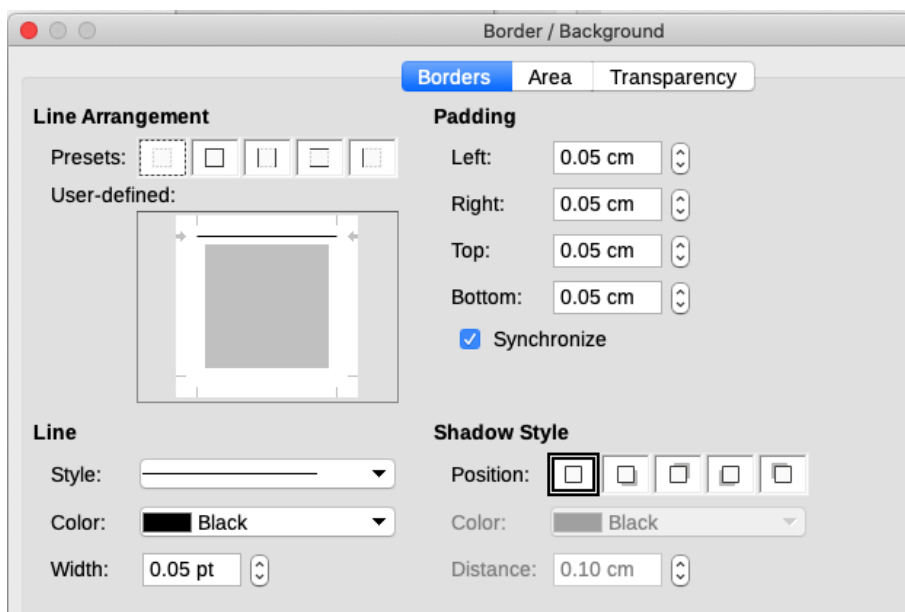 Border / Background
Borders Area Transparency
Line Arrangement
Presets:
User-defined:
Padding
Left: 0.05 cm
Right: 0.05 cm
Top: 0.05 cm
Bottom: 0.05 cm
Synchronize
Line
Style:
Color: Black
Width: 0.05 pt
Shadow Style
Position:
Color: Black
Distance: 0.10 cm